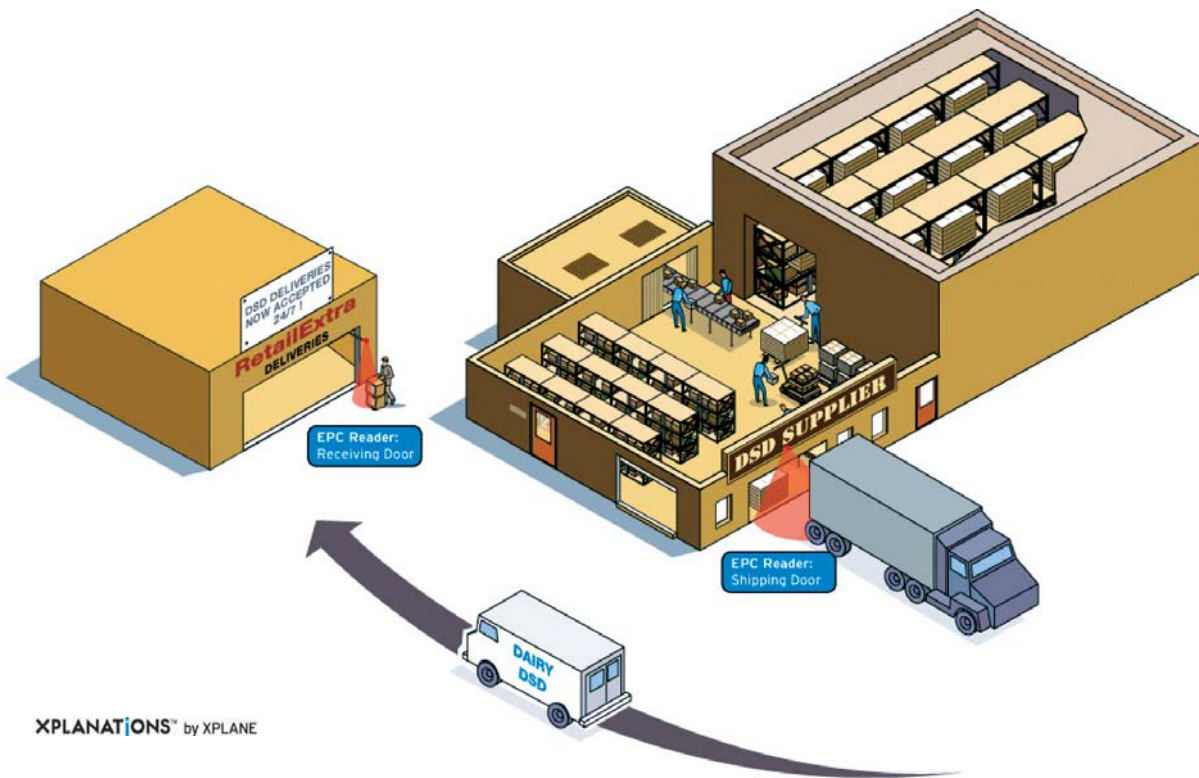 DSD DELIVERIES
NOW ACCEPTED
24/7 !
RetailExtra
DELIVERIES
EPC Reader:
Receiving Door
DSD SUPPLIER
EPC Reader:
Shipping Door
DAIRY
DSD
XPLANATiONS™ by XPLANE